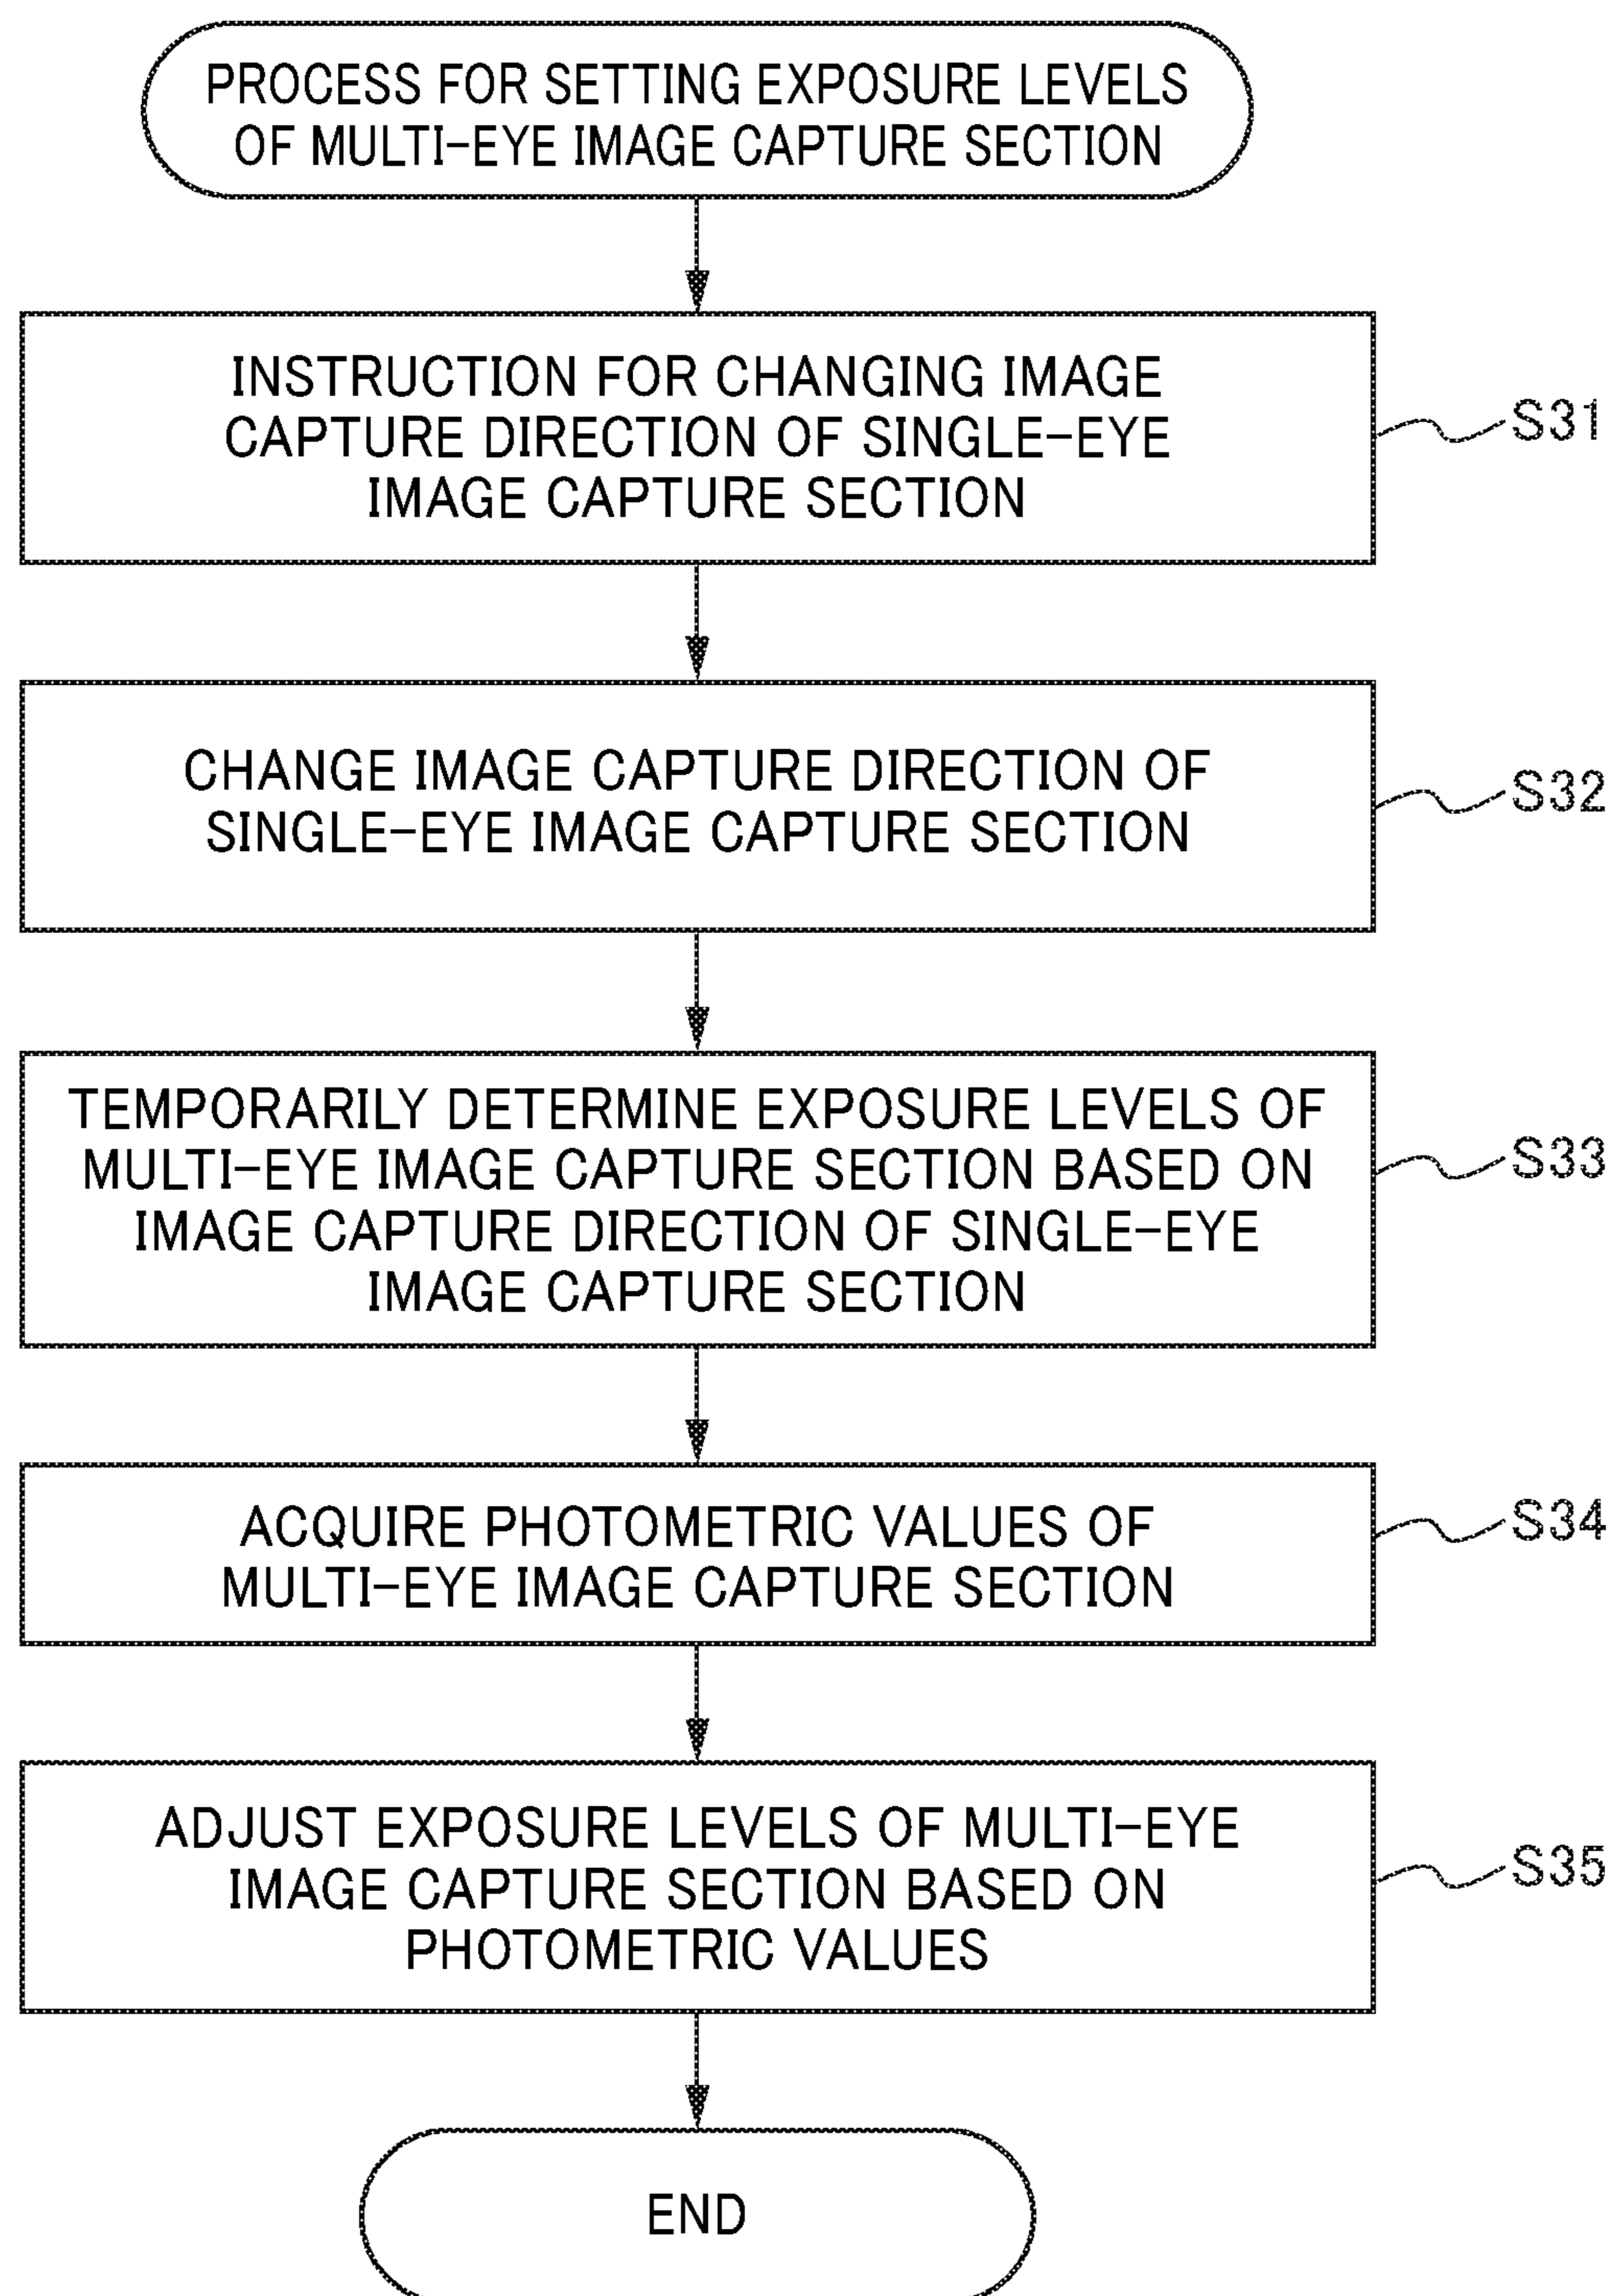 PROCESS FOR SETTING EXPOSURE LEVELS
OF MULTI-EYE IMAGE CAPTURE SECTION
INSTRUCTION FOR CHANGING IMAGE
CAPTURE DIRECTION OF SINGLE-EYE
IMAGE CAPTURE SECTION
S31
CHANGE IMAGE CAPTURE DIRECTION OF
SINGLE-EYE IMAGE CAPTURE SECTION
S32
TEMPORARILY DETERMINE EXPOSURE LEVELS OF
MULTI-EYE IMAGE CAPTURE SECTION BASED ON
IMAGE CAPTURE DIRECTION OF SINGLE-EYE
IMAGE CAPTURE SECTION
S33
ACQUIRE PHOTOMETRIC VALUES OF
MULTI-EYE IMAGE CAPTURE SECTION
S34
ADJUST EXPOSURE LEVELS OF MULTI-EYE
IMAGE CAPTURE SECTION BASED ON
PHOTOMETRIC VALUES
S35
END